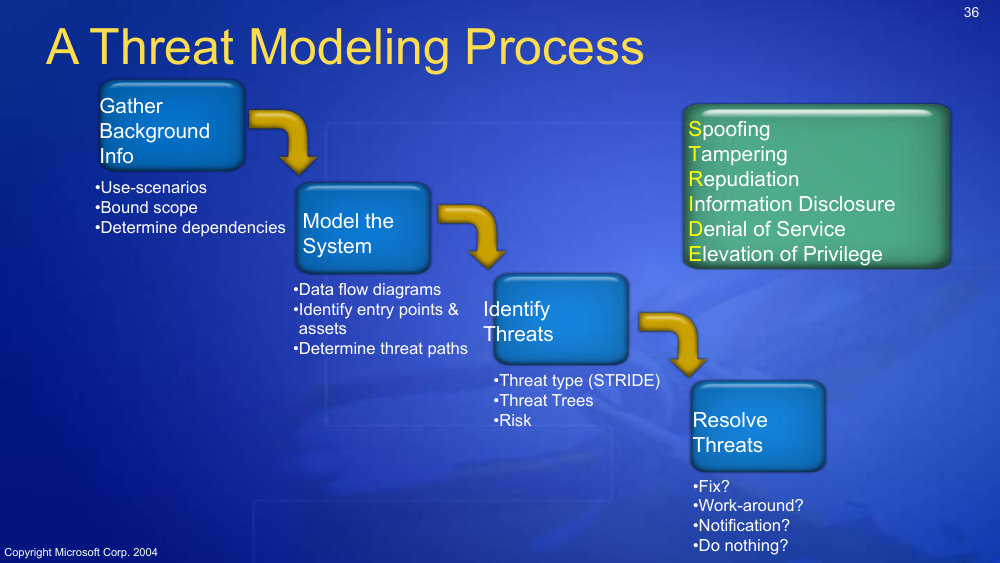 36
A Threat Modeling Process
Gather
Background
Info
•Use-scenarios
•Bound scope
•Determine dependencies
Model the
System
•Data flow diagrams
•Identify entry points &
assets
•Determine threat paths
Identify
Threats
•Threat type (STRIDE)
•Threat Trees
•Risk
Resolve
Threats
•Fix?
•Work-around?
•Notification?
•Do nothing?
Spoofing
Tampering
Repudiation
Information Disclosure
Denial of Service
Elevation of Privilege
Copyright Microsoft Corp. 2004